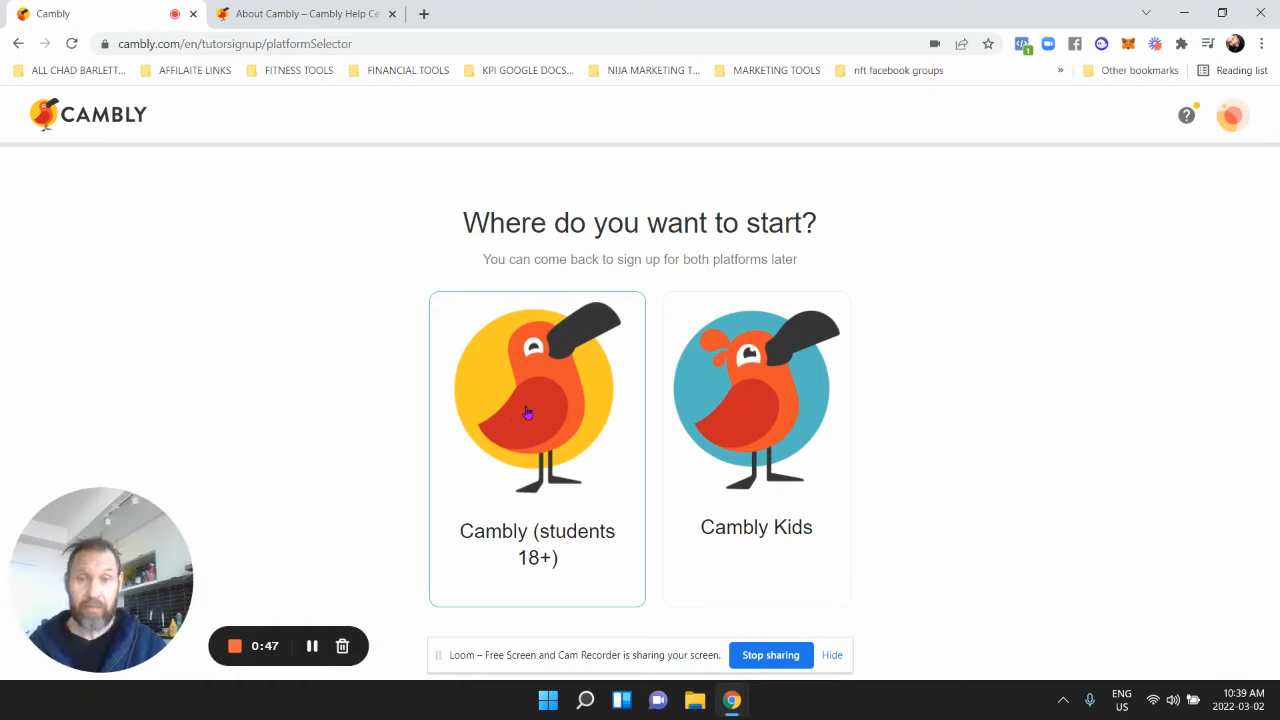 Cambly
About Cambly – Cambly Help Ce
cambly.com/en/tutorsignup/platformSelector
1
ALL CHAD BARLETT...
AFFILAITE LINKS
FITNESS TOOLS
FINANCIAL TOOLS
KPI GOOGLE DOCS...
NIJA MARKETING T...
MARKETING TOOLS
nft facebook groups
»
Other bookmarks
Reading list
CAMBLY
?
Where do you want to start?
You can come back to sign up for both platforms later
Cambly (students
18+)
Cambly Kids
0:47
Loom – Free Screen and Cam Recorder is sharing your screen.
Stop sharing
Hide
ENG
US
10:39 AM
2022-03-02